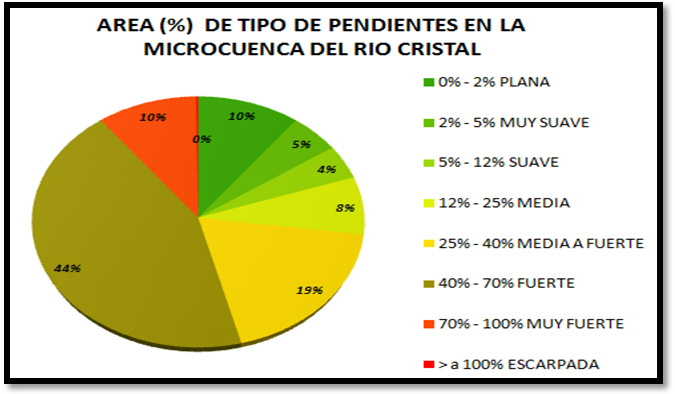 AREA (%) DE TIPO DE PENDIENTES EN LA
MICROCUENCA DEL RIO CRISTAL
10%
0%
10%
5%
4%
8%
19%
44%
0% - 2% PLANA
2% - 5% MUY SUAVE
5% - 12% SUAVE
12% - 25% MEDIA
25% - 40% MEDIA A FUERTE
40% - 70% FUERTE
70% - 100% MUY FUERTE
> a 100% ESCARPADA